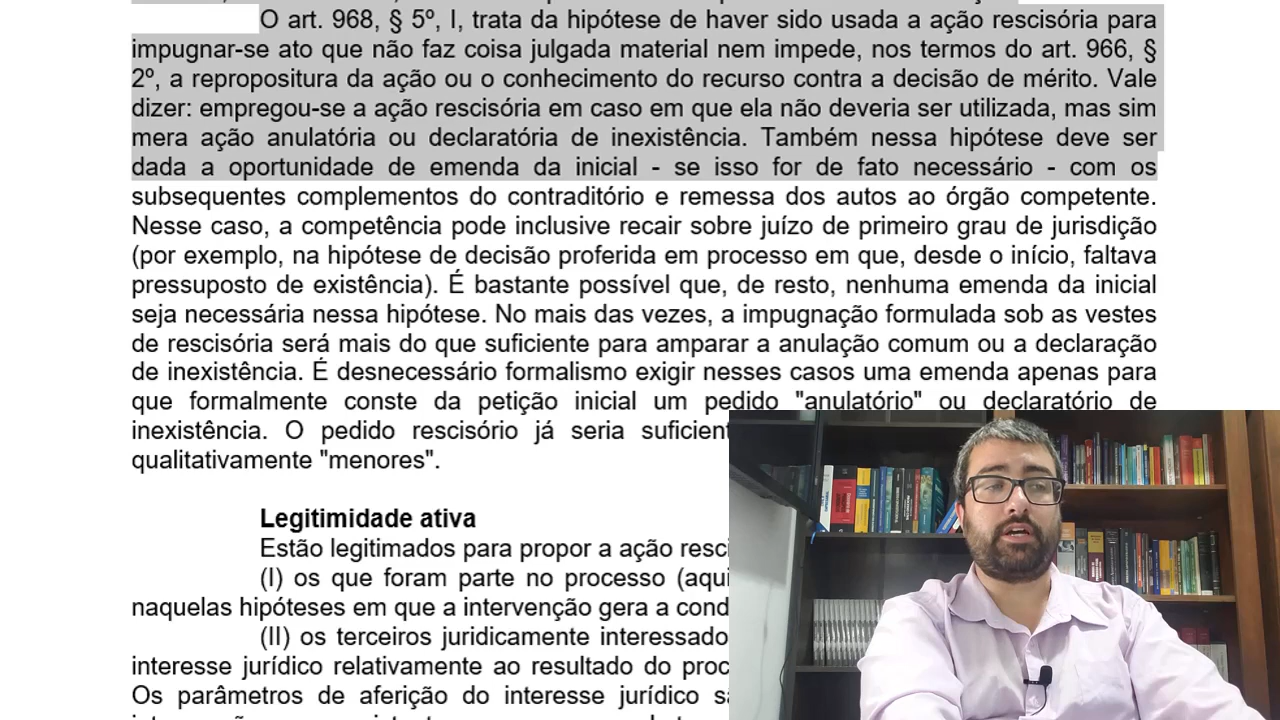 O art. 968, § 5º, I, trata da hipótese de haver sido usada a ação rescisória para
impugnar-se ato que não faz coisa julgada material nem impede, nos termos do art. 966, §
2º, a repropositura da ação ou o conhecimento do recurso contra a decisão de mérito. Vale
dizer: empregou-se a ação rescisória em caso em que ela não deveria ser utilizada, mas sim
mera ação anulatória ou declaratória de inexistência. Também nessa hipótese deve ser
dada a oportunidade de emenda da inicial - se isso for de fato necessário - com os
subsequentes complementos do contraditório e remessa dos autos ao órgão competente.
Nesse caso, a competência pode inclusive recair sobre juízo de primeiro grau de jurisdição
(por exemplo, na hipótese de decisão proferida em processo em que, desde o início, faltava
pressuposto de existência). É bastante possível que, de resto, nenhuma emenda da inicial
seja necessária nessa hipótese. No mais das vezes, a impugnação formulada sob as vestes
de rescisória será mais do que suficiente para amparar a anulação comum ou a declaração
de inexistência. É desnecessário formalismo exigir nesses casos uma emenda apenas para
que formalmente conste da petição inicial um pedido "anulatório" ou declaratório de
inexistência. O pedido rescisório já seria suficient
qualitativamente "menores".
Legitimidade ativa
Estão legitimados para propor a ação resci
(I) os que foram parte no processo (aqui
naquelas hipóteses em que a intervenção gera a cond
(II) os terceiros juridicamente interessado
interesse jurídico relativamente ao resultado do proc
Os parâmetros de aferição do interesse jurídico sã